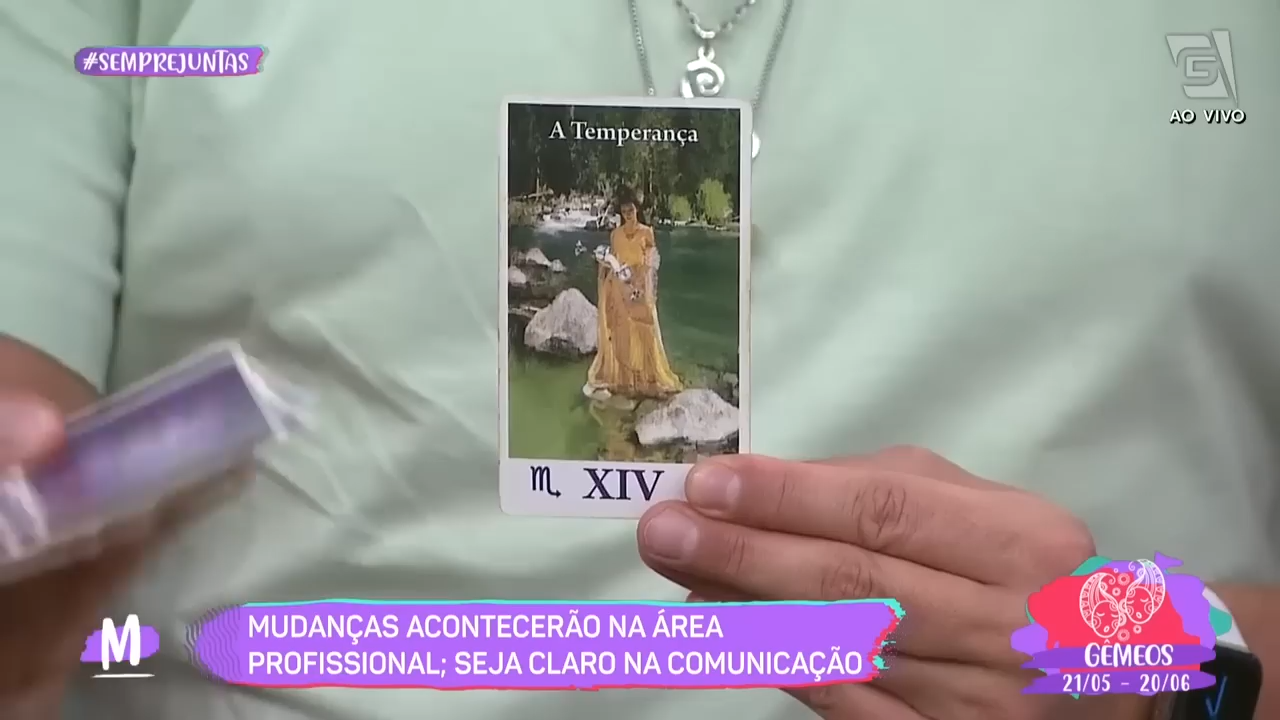 #SEMPREJUNTAS
G
AO VIVO
A Temperança
♏ XIV
M
MUDANÇAS ACONTECERÃO NA ÁREA
PROFISSIONAL; SEJA CLARO NA COMUNICAÇÃO
GÊMEOS
21/05 - 20/06